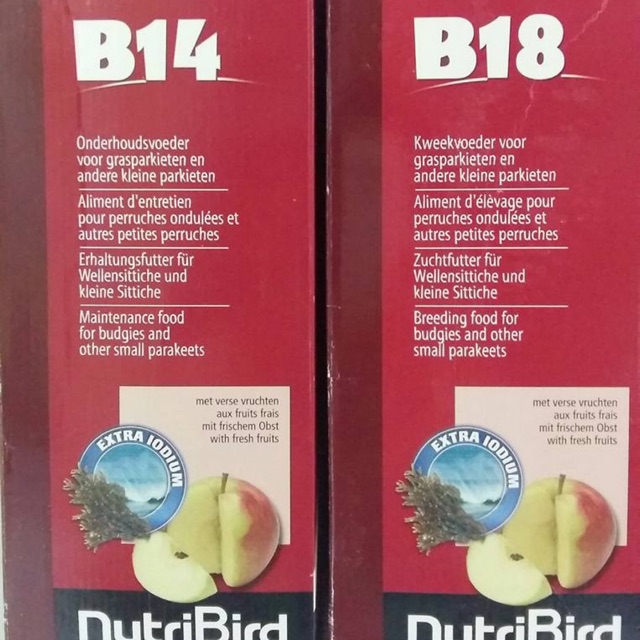 B14
Onderhoudsvoeder
voor grasparkieten en
andere kleine parkieten
Aliment d'entretien
pour perruches ondulées et
autres petites perruches
Erhaltungsfutter für
Wellensittiche und
kleine Sittiche
Maintenance food
for budgies and
other small parakeets
met verse vruchten
aux fruits frais
mit frischem Obst
with fresh fruits
EXTRA IODIUM
NutriBird
B18
Kweekvoeder voor
grasparkieten en
andere kleine parkieten
Aliment d'élèvage pour
perruches ondulées et
autres petites perruches
Zuchtfutter für
Wellensittiche und
kleine Sittiche
Breeding food for
budgies and other
small parakeets
met verse vruchten
aux fruits frais
mit frischem Obst
with fresh fruits
EXTRA IODIUM
NutriBird